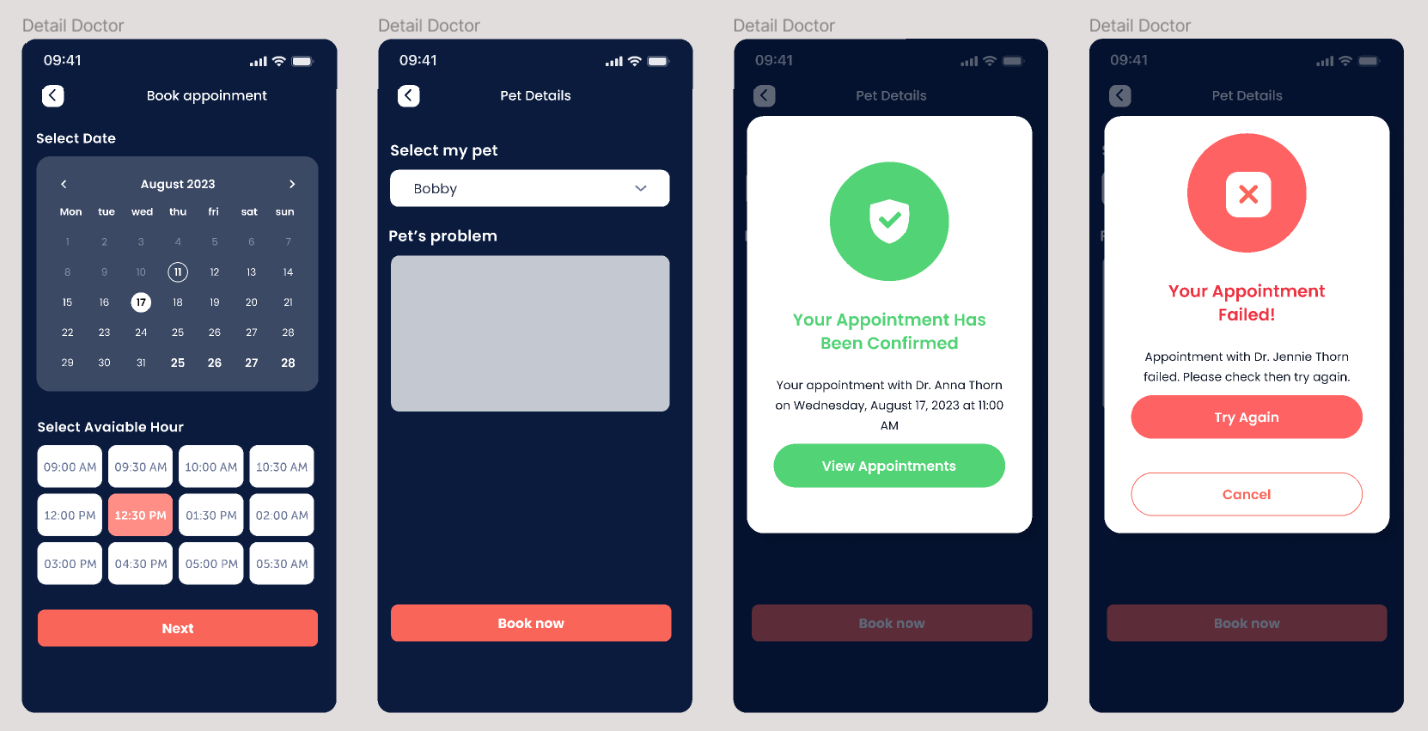 Detail Doctor
09:41
Book appoinment
Select Date
August 2023
Mon tue wed thu fri sat sun
1 2 3 4 5 6 7
8 9 10 11 12 13 14
15 16 17 18 19 20 21
22 23 24 25 26 27 28
29 30 31 25 26 27 28
Select Avaiable Hour
09:00 AM 09:30 AM 10:00 AM 10:30 AM
12:00 PM 12:30 PM 01:30 PM 02:00 AM
03:00 PM 04:30 PM 05:00 PM 05:30 AM
Next
Detail Doctor
09:41
Pet Details
Select my pet
Bobby
Pet's problem
Book now
Detail Doctor
09:41
Pet Details
Your Appointment Has
Been Confirmed
Your appointment with Dr. Anna Thorn
on Wednesday, August 17, 2023 at 11:00
AM
View Appointments
Book now
Detail Doctor
09:41
Pet Details
Your Appointment
Failed!
Appointment with Dr. Jennie Thorn
failed. Please check then try again.
Try Again
Cancel
Book now